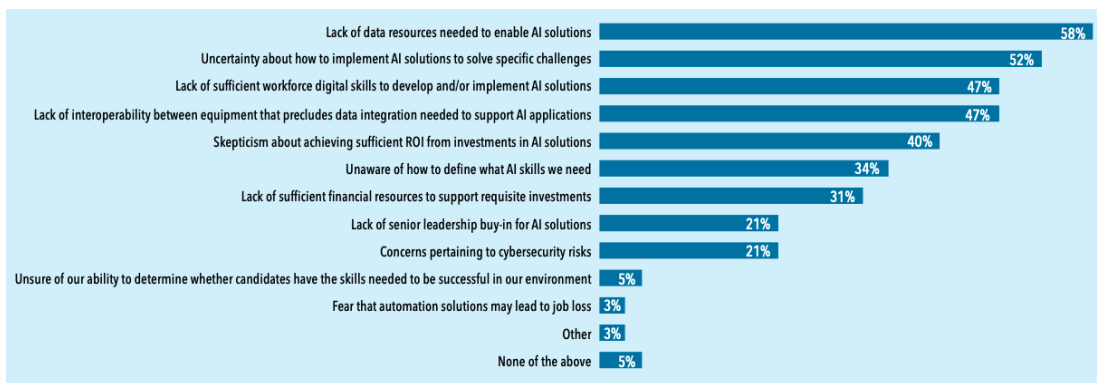 Lack of data resources needed to enable AI solutions 58%
Uncertainty about how to implement AI solutions to solve specific challenges 52%
Lack of sufficient workforce digital skills to develop and/or implement AI solutions 47%
Lack of interoperability between equipment that precludes data integration needed to support AI applications 47%
Skepticism about achieving sufficient ROI from investments in AI solutions 40%
Unaware of how to define what AI skills we need 34%
Lack of sufficient financial resources to support requisite investments 31%
Lack of senior leadership buy-in for AI solutions 21%
Concerns pertaining to cybersecurity risks 21%
Unsure of our ability to determine whether candidates have the skills needed to be successful in our environment 5%
Fear that automation solutions may lead to job loss 3%
Other 3%
None of the above 5%